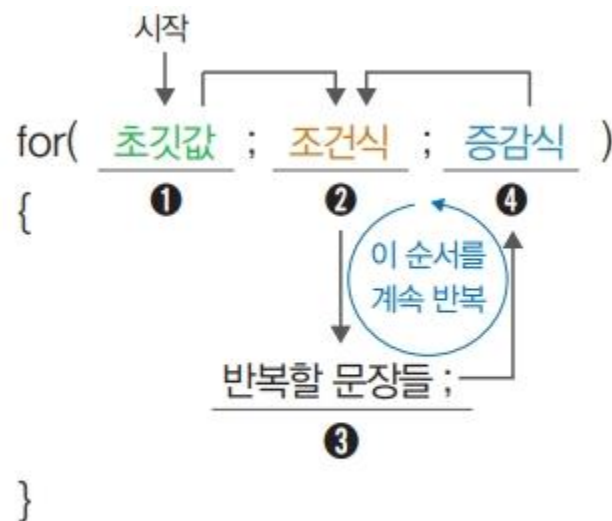 시작
for( 초깃값 ; 조건식 ; 증감식 )
❶ ❷ ❹
{
이 순서를
계속 반복
반복할 문장들 ;
❸
}